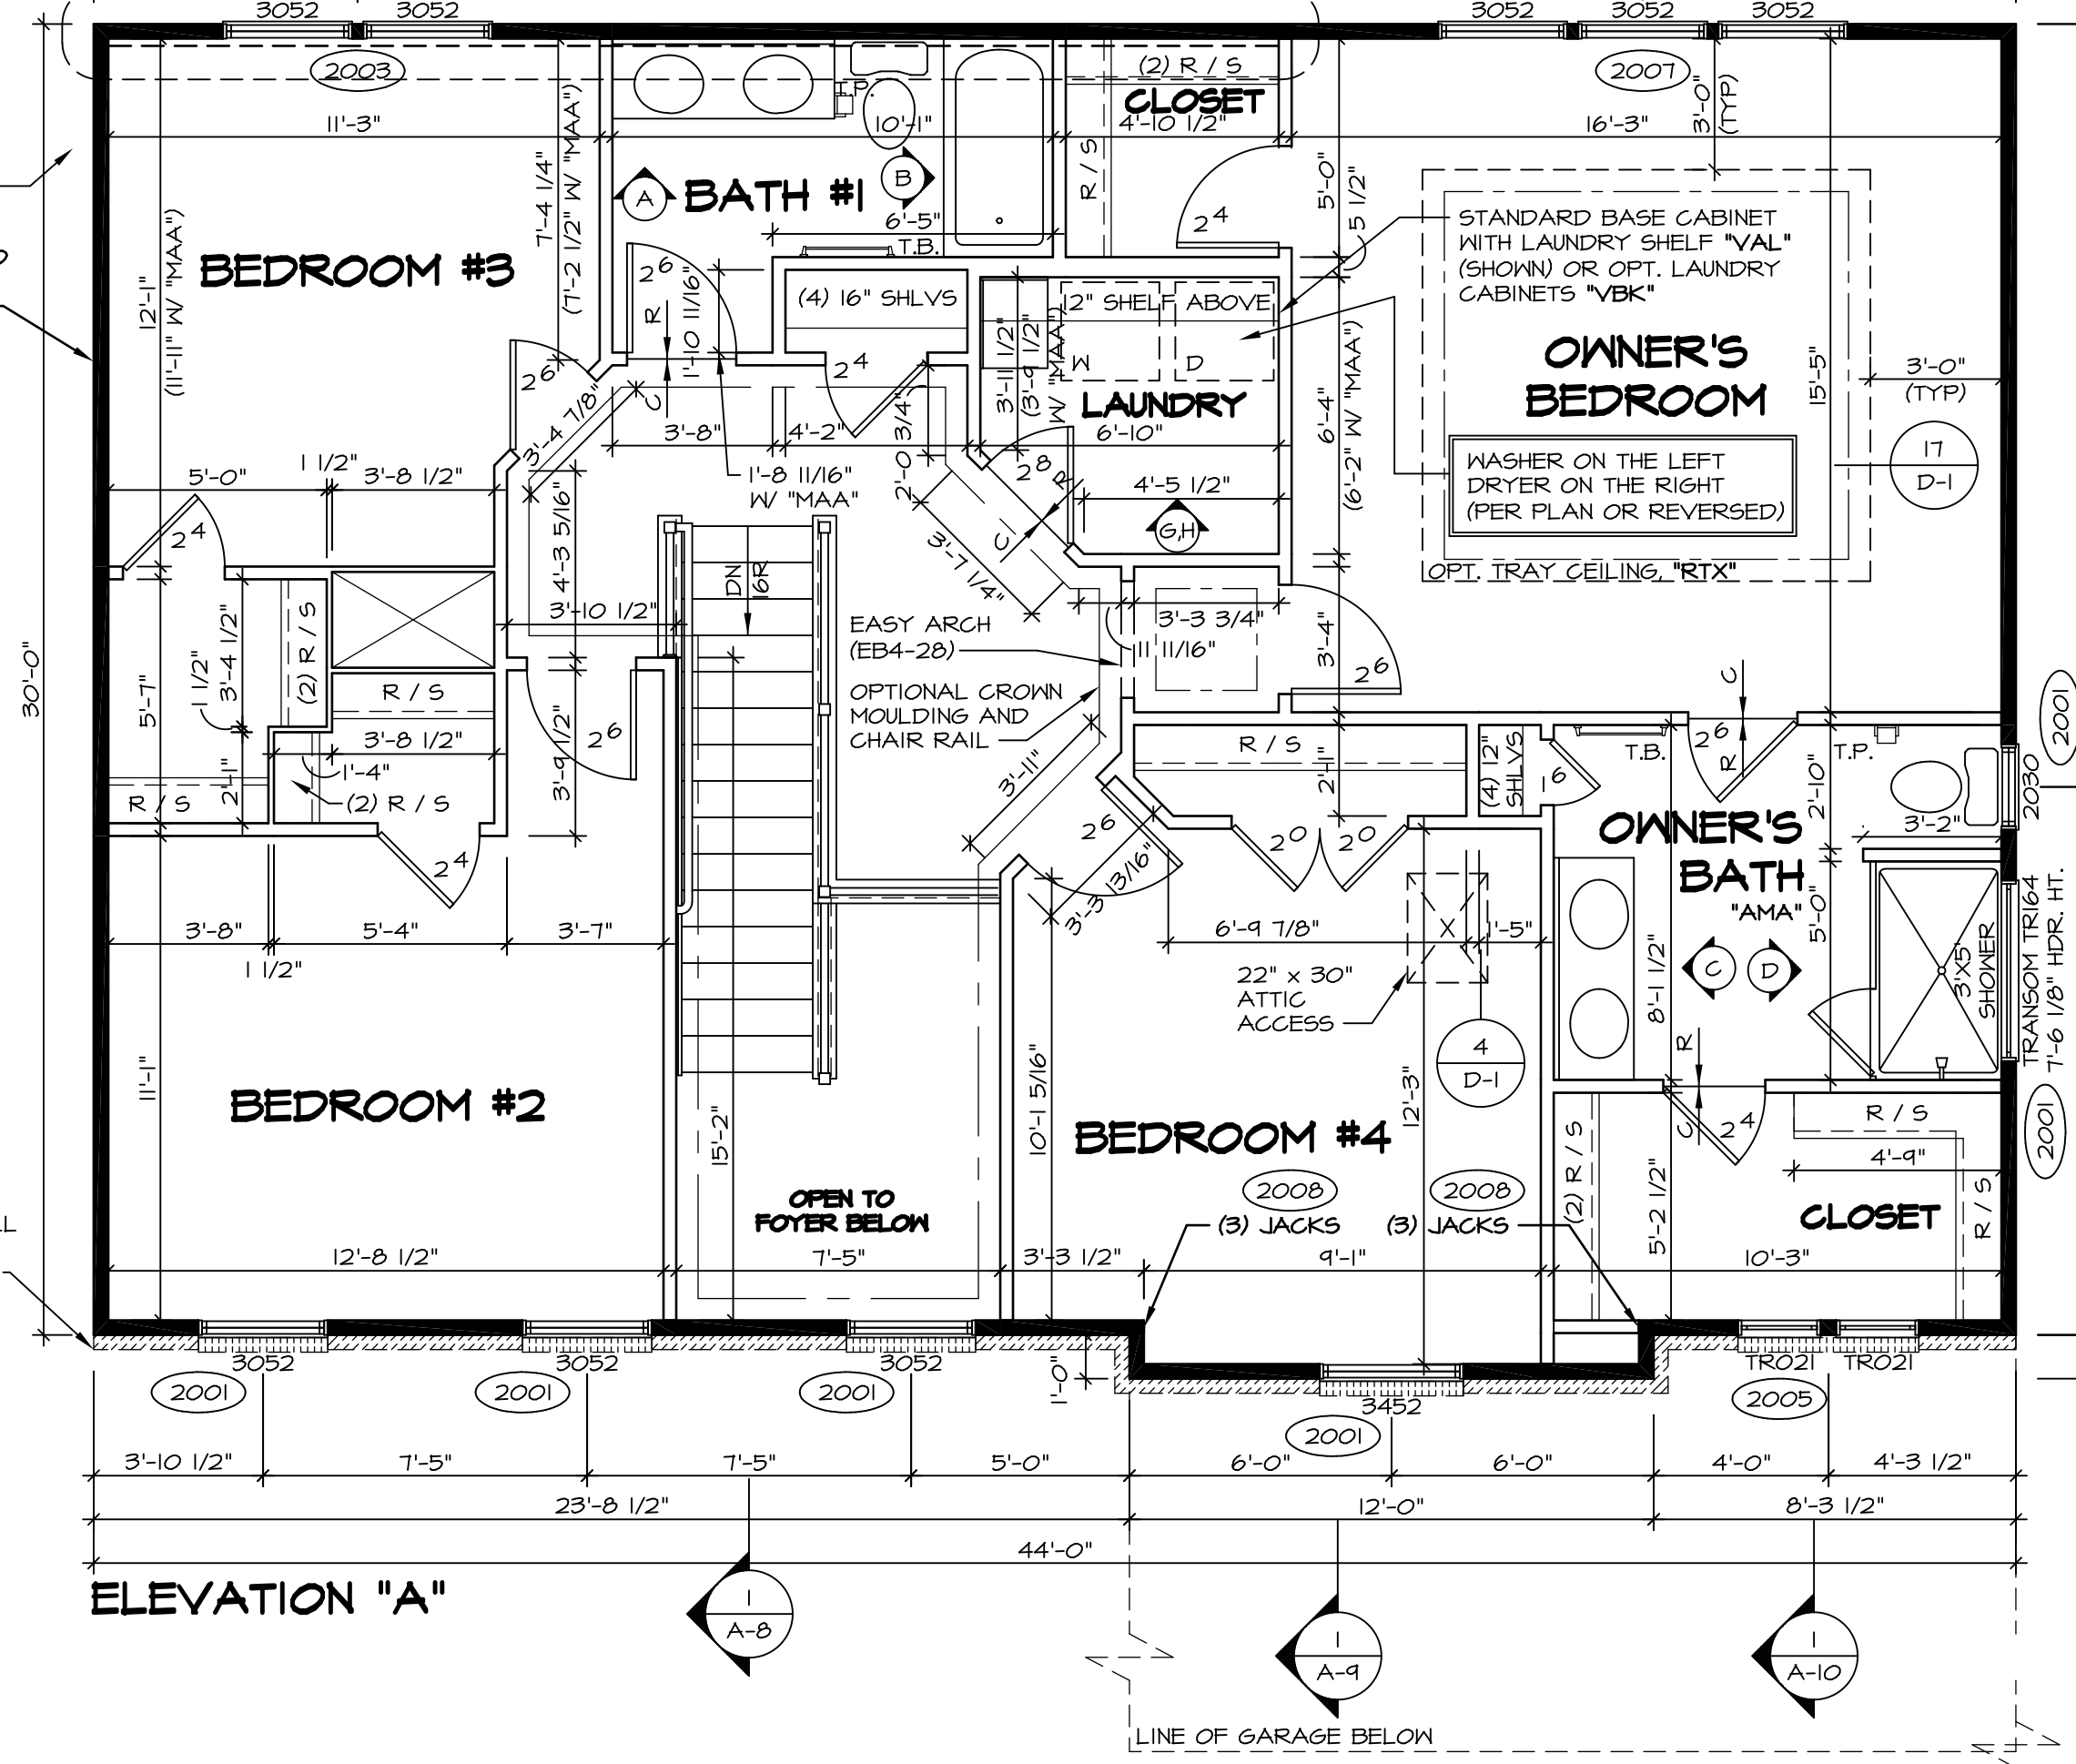 3052
3052
3052
3052
3052
2003
T.P.
(2) R / S
CLOSET
2007
3'-0"
(TYP)
11'-3"
10'-1"
4'-10 1/2"
16'-3"
7'-4 1/4"
(7'-2 1/2" W/ "MAA")
A
BATH #1
B
R / S
2 4
5'-0"
5 1/2"
STANDARD BASE CABINET
WITH LAUNDRY SHELF "VAL"
(SHOWN) OR OPT. LAUNDRY
CABINETS "VBK"
6'-5"
T.B.
BEDROOM #3
12'-1"
(11'-11" W/ "MAA")
2 6
R
C
1'-10 11/16"
(4) 16" SHLVS
12" SHELF ABOVE
W
D
3'-11 1/2"
(3'-9 1/2"
W/ "MAA")
LAUNDRY
6'-4"
(6'-2" W/ "MAA")
OWNER'S
BEDROOM
15'-5"
3'-0"
(TYP)
2 6
3'-4 7/8"
3'-8"
4'-2"
2 4
2'-0 3/4"
6'-10"
2 8
R
C
4'-5 1/2"
G,H
17
D-1
WASHER ON THE LEFT
DRYER ON THE RIGHT
(PER PLAN OR REVERSED)
OPT. TRAY CEILING, "RTX"
5'-0"
1 1/2"
3'-8 1/2"
1'-8 11/16"
W/ "MAA"
4'-3 5/16"
2 4
DN
16R
3'-7 1/4"
3'-10 1/2"
EASY ARCH
(EB4-28)
3'-3 3/4"
11 11/16"
3'-4"
2 6
OPTIONAL CROWN
MOULDING AND
CHAIR RAIL
30'-0"
5'-7"
1 1/2"
3'-4 1/2"
(2) R / S
R / S
3'-8 1/2"
1'-4"
(2) R / S
2'-1"
R / S
3'-9 1/2"
2 6
2 4
3'-11"
R / S
2'-1"
(4) 12"
SHLVS
1 6
T.B.
2 6
C
R
T.P.
2'-10"
3'-2"
2030
2001
OWNER'S
BATH
"AMA"
2 6
2 0
2 0
3'-3 13/16"
3'-8"
1 1/2"
5'-4"
3'-7"
6'-9 7/8"
X
1'-5"
22" x 30"
ATTIC
ACCESS
8'-1 1/2"
C
D
5'-0"
3'X5'
SHOWER
TRANSOM TR164
7'-6 1/8" HDR. HT.
2001
4
D-1
11'-1"
BEDROOM #2
15'-2"
10'-1 5/16"
BEDROOM #4
12'-3"
R
C
2 4
R / S
4'-9"
R / S
CLOSET
(2) R / S
5'-2 1/2"
OPEN TO
FOYER BELOW
2008
2008
(3) JACKS
(3) JACKS
12'-8 1/2"
7'-5"
3'-3 1/2"
9'-1"
10'-3"
3052
3052
3052
1'-0"
3452
TR021
TR021
2001
2001
2001
2001
2005
3'-10 1/2"
7'-5"
7'-5"
5'-0"
6'-0"
6'-0"
4'-0"
4'-3 1/2"
23'-8 1/2"
12'-0"
8'-3 1/2"
44'-0"
ELEVATION "A"
1
A-8
1
A-9
1
A-10
LINE OF GARAGE BELOW